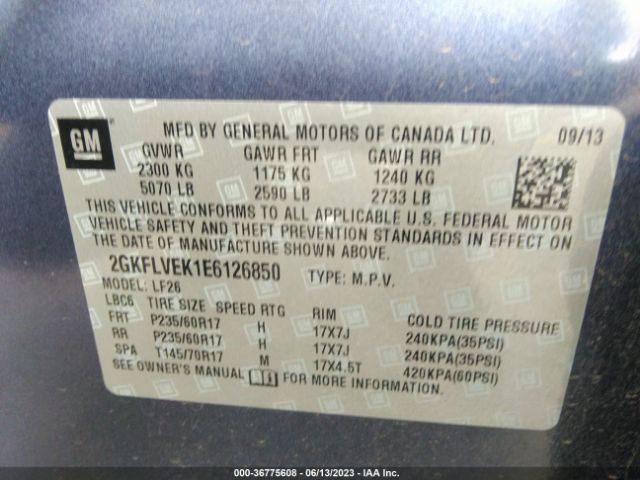 GM
MFD BY GENERAL MOTORS OF CANADA LTD. 09/13
GVWR GAWR FRT GAWR RR
2300 KG 1175 KG 1240 KG
5070 LB 2590 LB 2733 LB
THIS VEHICLE CONFORMS TO ALL APPLICABLE U.S. FEDERAL MOTOR
VEHICLE SAFETY AND THEFT PREVENTION STANDARDS IN EFFECT ON
THE DATE OF MANUFACTURE SHOWN ABOVE.
2GKFLVEK1E6126850 TYPE: M.P.V.
MODEL: LF26
LBC6 TIRE SIZE SPEED RTG RIM COLD TIRE PRESSURE
FRT P235/60R17 H 17X7J 240KPA(35PSI)
RR P235/60R17 H 17X7J 240KPA(35PSI)
SPA T145/70R17 M 17X4.5T 420KPA(60PSI)
SEE OWNER'S MANUAL FOR MORE INFORMATION.
000-36775608 - 06/13/2023 - IAA Inc.